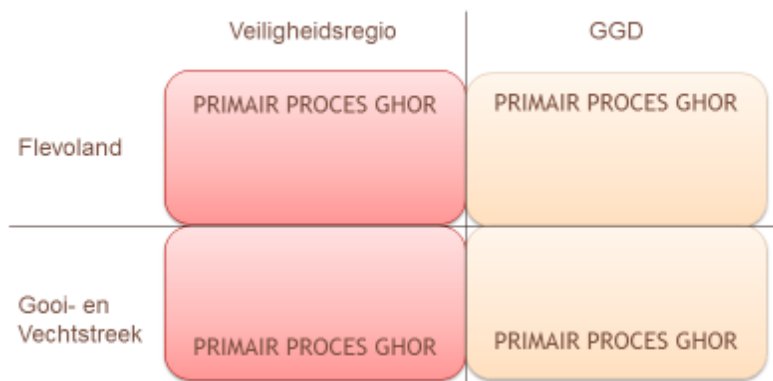 Veiligheidsregio
GGD
Flevoland
PRIMAIR PROCES GHOR
PRIMAIR PROCES GHOR
Gooi- en
Vechtstreek
PRIMAIR PROCES GHOR
PRIMAIR PROCES GHOR